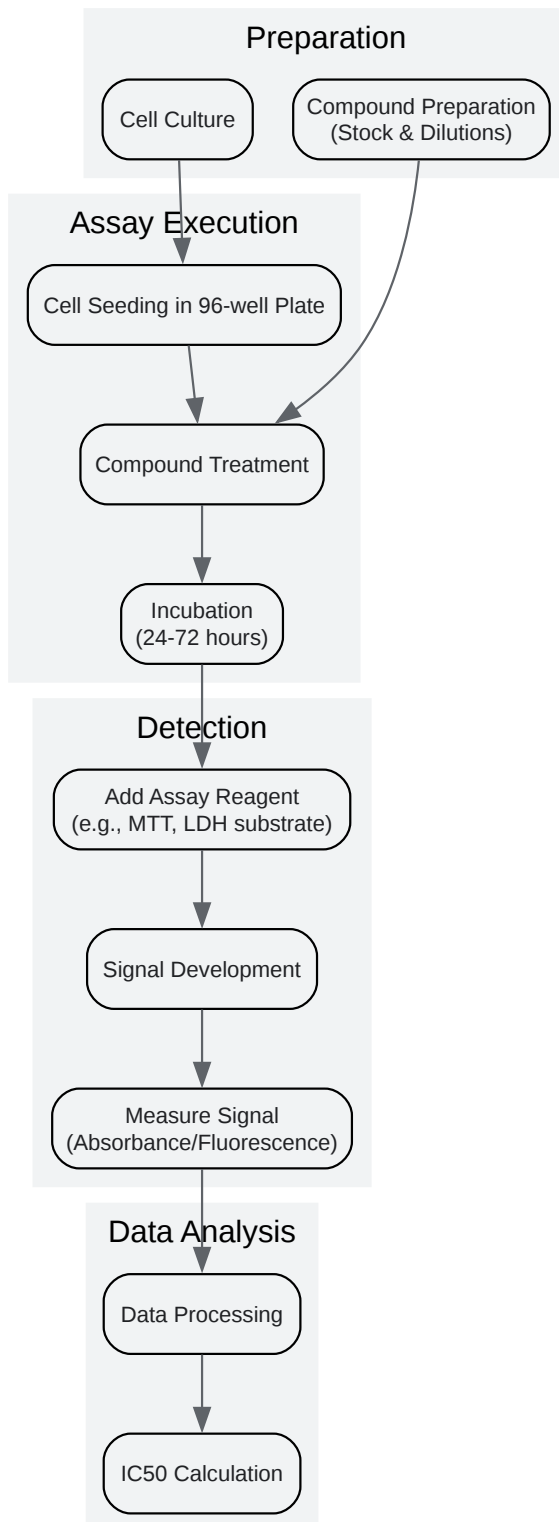 Preparation
Cell Culture
Compound Preparation
(Stock & Dilutions)
Assay Execution
Cell Seeding in 96-well Plate
Compound Treatment
Incubation
(24-72 hours)
Detection
Add Assay Reagent
(e.g., MTT, LDH substrate)
Signal Development
Measure Signal
(Absorbance/Fluorescence)
Data Analysis
Data Processing
IC50 Calculation